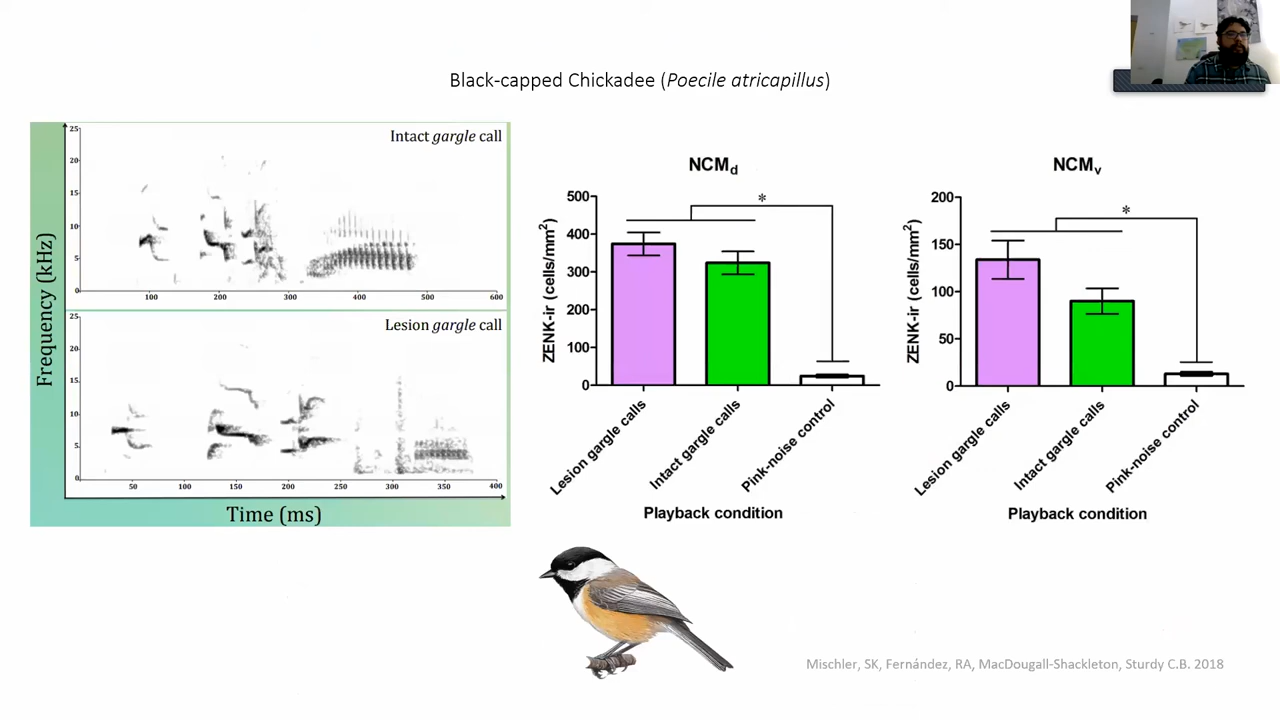 Black-capped Chickadee (Poecile atricapillus)
Intact gargle call
25
20
15
10
5
0
100
200
300
400
500
600
Lesion gargle call
25
20
15
10
5
0
50
100
150
200
250
300
350
400
Frequency (kHz)
Time (ms)
NCMd
*
500
400
300
200
100
0
ZENK-ir (cells/mm2)
Lesion gargle calls
Intact gargle calls
Pink-noise control
Playback condition
NCMv
*
200
150
100
50
0
ZENK-ir (cells/mm2)
Lesion gargle calls
Intact gargle calls
Pink-noise control
Playback condition
Mischler, SK, Fernández, RA, MacDougall-Shackleton, Sturdy C.B. 2018